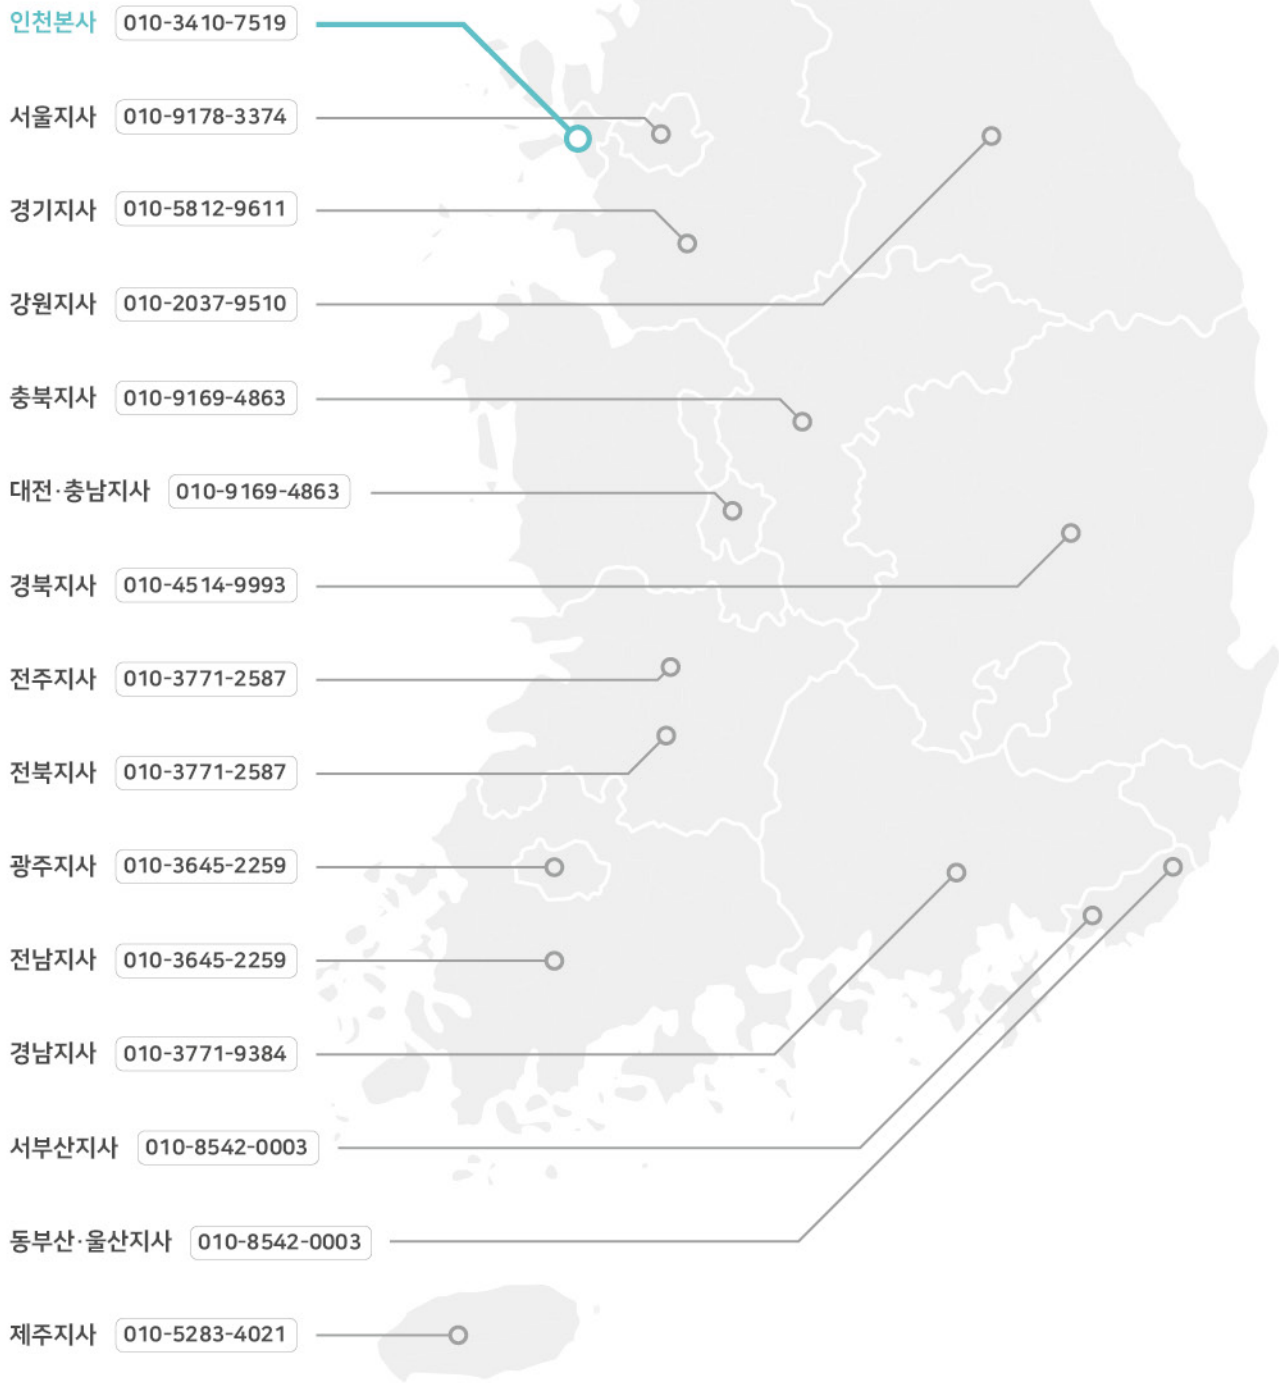 인천본사 010-3410-7519
서울지사 010-9178-3374
경기지사 010-5812-9611
강원지사 010-2037-9510
충북지사 010-9169-4863
대전·충남지사 010-9169-4863
경북지사 010-4514-9993
전주지사 010-3771-2587
전북지사 010-3771-2587
광주지사 010-3645-2259
전남지사 010-3645-2259
경남지사 010-3771-9384
서부산지사 010-8542-0003
동부산·울산지사 010-8542-0003
제주지사 010-5283-4021